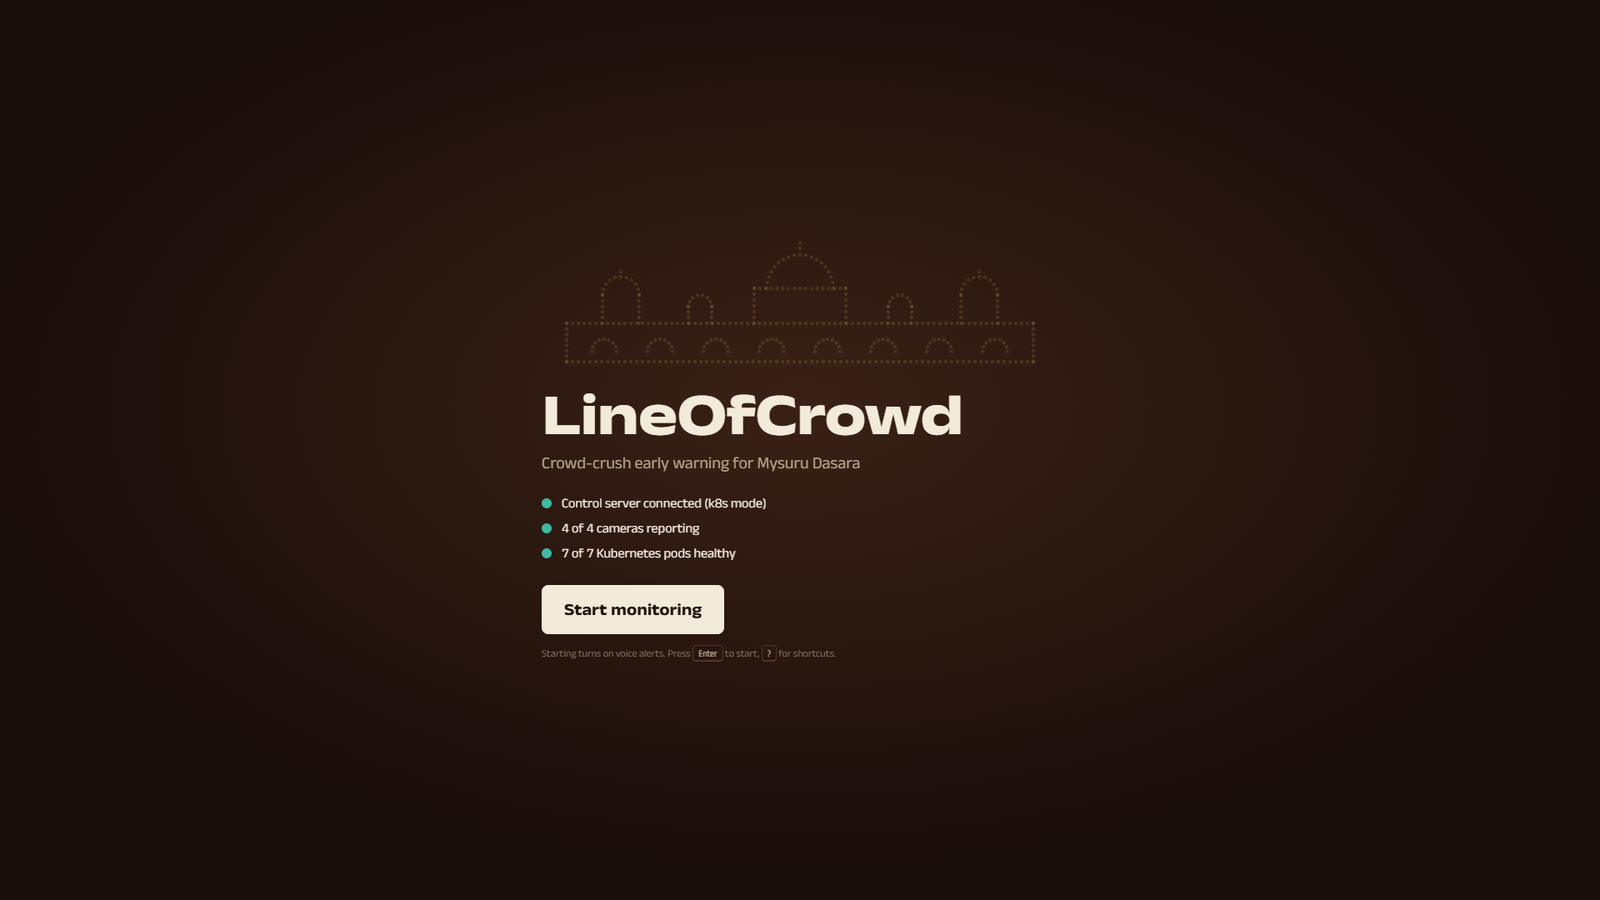 LineOfCrowd
Crowd-crush early warning for Mysuru Dasara
Control server connected (k8s mode)
4 of 4 cameras reporting
7 of 7 Kubernetes pods healthy
Start monitoring
Starting turns on voice alerts. Press Enter to start, ? for shortcuts.